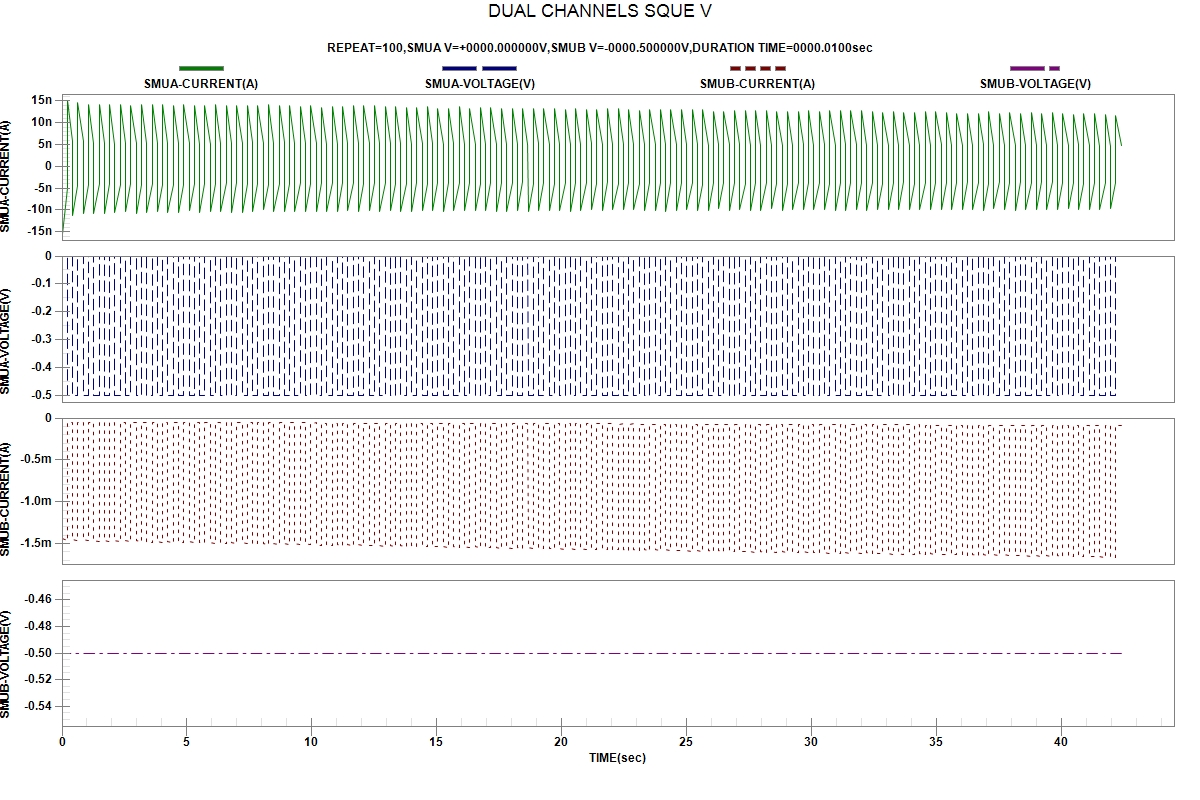 DUAL CHANNELS SQUE V
REPEAT=100,SMUA V=+0000.000000V,SMUB V=-0000.500000V,DURATION TIME=0000.0100sec
SMUA-CURRENT(A) SMUA-VOLTAGE(V) SMUB-CURRENT(A) SMUB-VOLTAGE(V)
SMUA-CURRENT(A)
15n
10n
5n
0
-5n
-10n
-15n
SMUA-VOLTAGE(V)
0
-0.1
-0.2
-0.3
-0.4
-0.5
SMUB-CURRENT(A)
0
-0.5m
-1.0m
-1.5m
SMUB-VOLTAGE(V)
-0.46
-0.48
-0.50
-0.52
-0.54
0 5 10 15 20 25 30 35 40
TIME(sec)